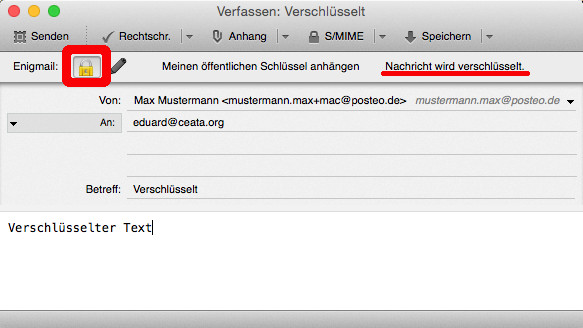 Verfassen: Verschlüsselt
Senden Rechtschr. Anhang S/MIME Speichern
Enigmail: Meinen öffentlichen Schlüssel anhängen Nachricht wird verschlüsselt.
Von: Max Mustermann <mustermann.max+mac@posteo.de> mustermann.max@posteo.de
An: eduard@ceata.org
Betreff: Verschlüsselt
Verschlüsselter Text